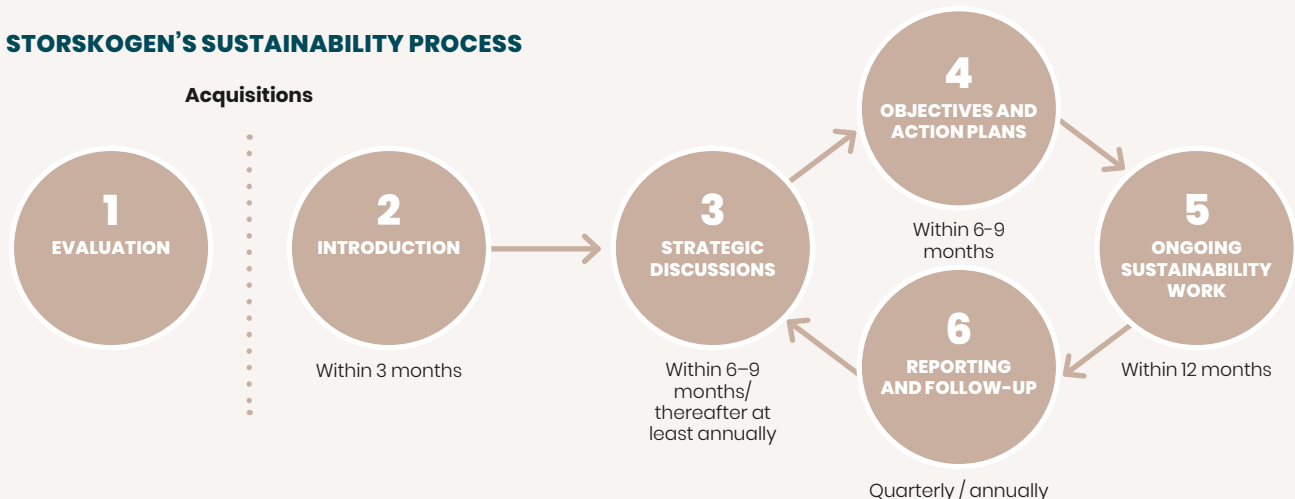 STORSKOGEN’S SUSTAINABILITY PROCESS
Acquisitions
1
EVALUATION
2
INTRODUCTION
Within 3 months
3
STRATEGIC
DISCUSSIONS
Within 6–9
months/
thereafter at
least annually
4
OBJECTIVES AND
ACTION PLANS
Within 6-9
months
5
ONGOING
SUSTAINABILITY
WORK
Within 12 months
6
REPORTING
AND FOLLOW-UP
Quarterly / annually